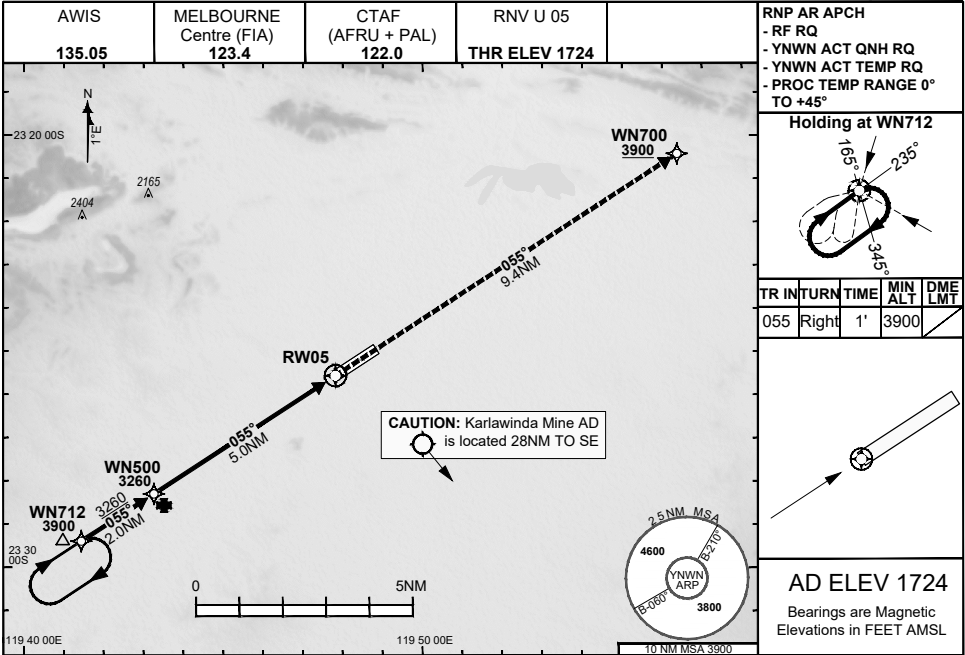 AWIS
135.05
MELBOURNE
Centre (FIA)
123.4
CTAF
(AFRU + PAL)
122.0
RNV U 05
THR ELEV 1724
RNP AR APCH
- RF RQ
- YNWN ACT QNH RQ
- YNWN ACT TEMP RQ
- PROC TEMP RANGE 0°
TO +45°
N
1°E
23 20 00S
2165
2404
WN700
3900
055°
9.4NM
RW05
055°
5.0NM
CAUTION: Karlawinda Mine AD
is located 28NM TO SE
WN500
3260
3260
055°
2.0NM
WN712
3900
23 30
00S
0
5NM
119 40 00E
119 50 00E
25NM MSA
4600
B-210°
YNWN
ARP
B-060°
3800
10 NM MSA 3900
Holding at WN712
165°
235°
345°
TR IN TURN TIME MIN ALT DME LMT
055 Right 1' 3900
AD ELEV 1724
Bearings are Magnetic
Elevations in FEET AMSL